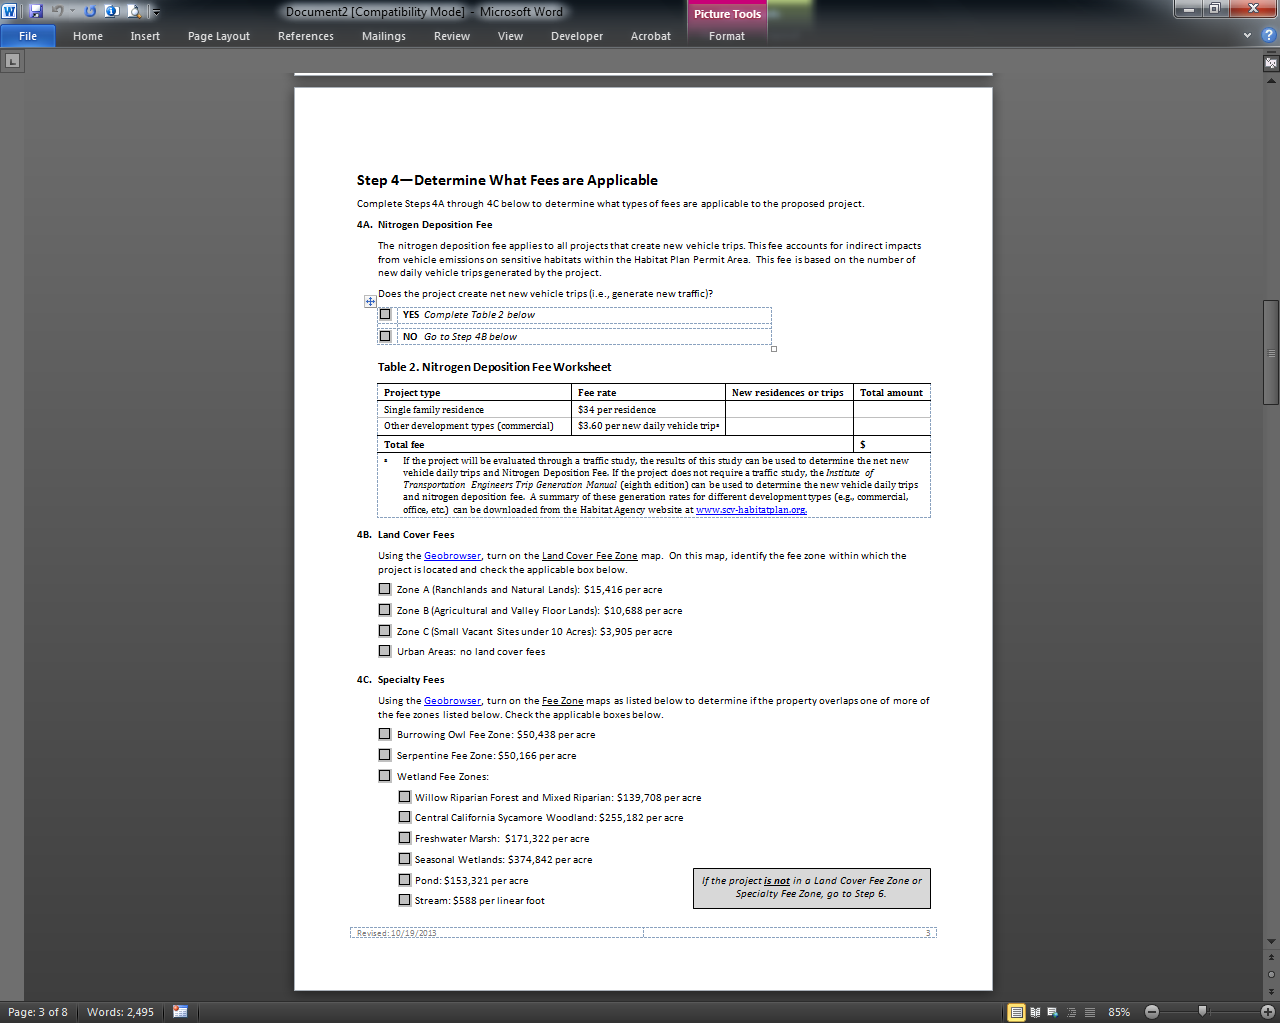 Document2 [Compatibility Mode] - Microsoft Word
Picture Tools
File Home Insert Page Layout References Mailings Review View Developer Acrobat Format
Step 4—Determine What Fees are Applicable
Complete Steps 4A through 4C below to determine what types of fees are applicable to the proposed project.
4A. Nitrogen Deposition Fee
The nitrogen deposition fee applies to all projects that create new vehicle trips. This fee accounts for indirect impacts
from vehicle emissions on sensitive habitats within the Habitat Plan Permit Area. This fee is based on the number of
new daily vehicle trips generated by the project.
Does the project create net new vehicle trips (i.e., generate new traffic)?
YES Complete Table 2 below
NO Go to Step 4B below
Table 2. Nitrogen Deposition Fee Worksheet
Project type Fee rate New residences or trips Total amount
Single family residence $34 per residence
Other development types (commercial) $3.60 per new daily vehicle trip a
Total fee $
a If the project will be evaluated through a traffic study, the results of this study can be used to determine the net new
vehicle daily trips and Nitrogen Deposition Fee. If the project does not require a traffic study, the Institute of
Transportation Engineers Trip Generation Manual (eighth edition) can be used to determine the new vehicle daily trips
and nitrogen deposition fee. A summary of these generation rates for different development types (e.g., commercial,
office, etc.) can be downloaded from the Habitat Agency website at www.scv-habitatplan.org.
4B. Land Cover Fees
Using the Geobrowser, turn on the Land Cover Fee Zone map. On this map, identify the fee zone within which the
project is located and check the applicable box below.
Zone A (Ranchlands and Natural Lands): $15,416 per acre
Zone B (Agricultural and Valley Floor Lands): $10,688 per acre
Zone C (Small Vacant Sites under 10 Acres): $3,905 per acre
Urban Areas: no land cover fees
4C. Specialty Fees
Using the Geobrowser, turn on the Fee Zone maps as listed below to determine if the property overlaps one of more of
the fee zones listed below. Check the applicable boxes below.
Burrowing Owl Fee Zone: $50,438 per acre
Serpentine Fee Zone: $50,166 per acre
Wetland Fee Zones:
Willow Riparian Forest and Mixed Riparian: $139,708 per acre
Central California Sycamore Woodland: $255,182 per acre
Freshwater Marsh: $171,322 per acre
Seasonal Wetlands: $374,842 per acre
Pond: $153,321 per acre
Stream: $588 per linear foot
If the project is not in a Land Cover Fee Zone or
Specialty Fee Zone, go to Step 6.
Revised: 10/19/2013 3
Page: 3 of 8 Words: 2,495 85%